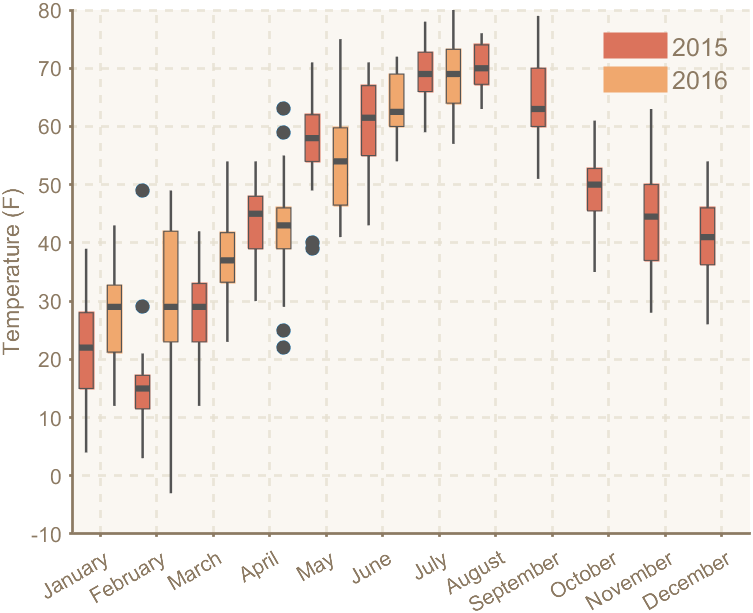 80
70
60
50
40
30
20
10
0
-10
Temperature (F)
2015
2016
January
February
March
April
May
June
July
August
September
October
November
December